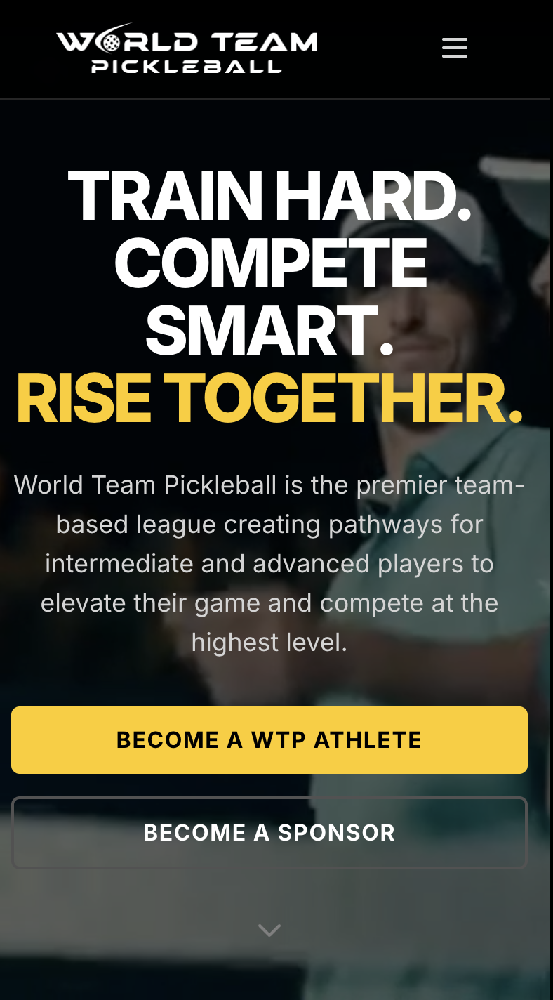 WORLD TEAM
PICKLEBALL
TRAIN HARD.
COMPETE
SMART.
RISE TOGETHER.
World Team Pickleball is the premier team-
based league creating pathways for
intermediate and advanced players to
elevate their game and compete at the
highest level.
BECOME A WTP ATHLETE
BECOME A SPONSOR